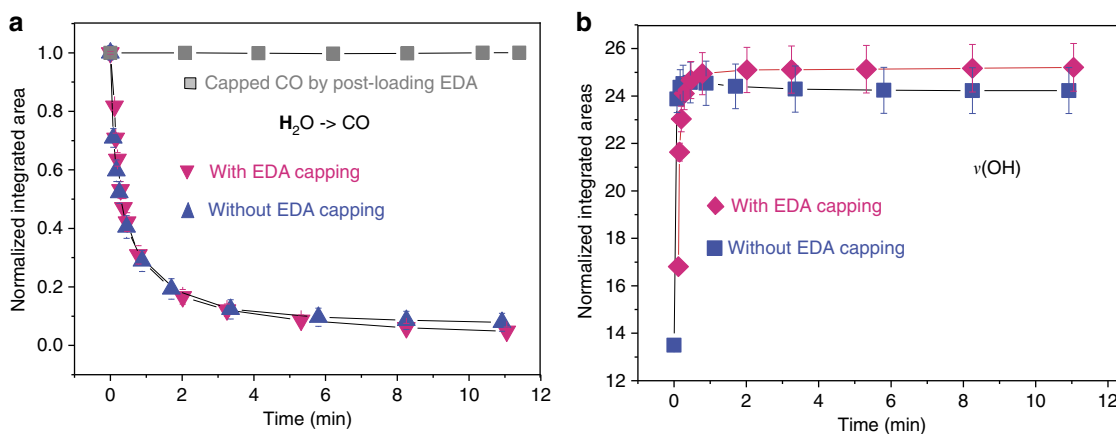 a
1.0
0.8
0.6
0.4
0.2
0.0
Normalized integrated area
Capped CO by post-loading EDA
H₂O -> CO
With EDA capping
Without EDA capping
0 2 4 6 8 10 12
Time (min)
b
26
24
22
20
18
16
14
12
Normalized integrated areas
ν(OH)
With EDA capping
Without EDA capping
0 2 4 6 8 10 12
Time (min)